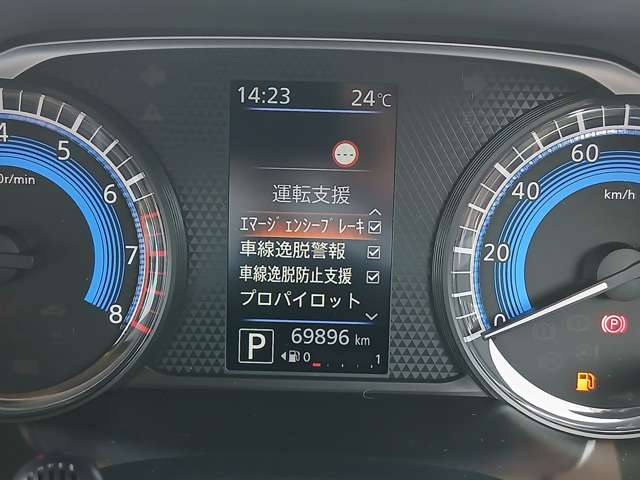 14:23 24℃
運転支援
ｴﾏｰｼﾞｪﾝｼｰﾌﾞﾚｰｷ
車線逸脱警報
車線逸脱防止支援
プロパイロット
69896 km
P
0 1
4
5
6
7
8
r/min
0
20
40
60
km/h
(P)